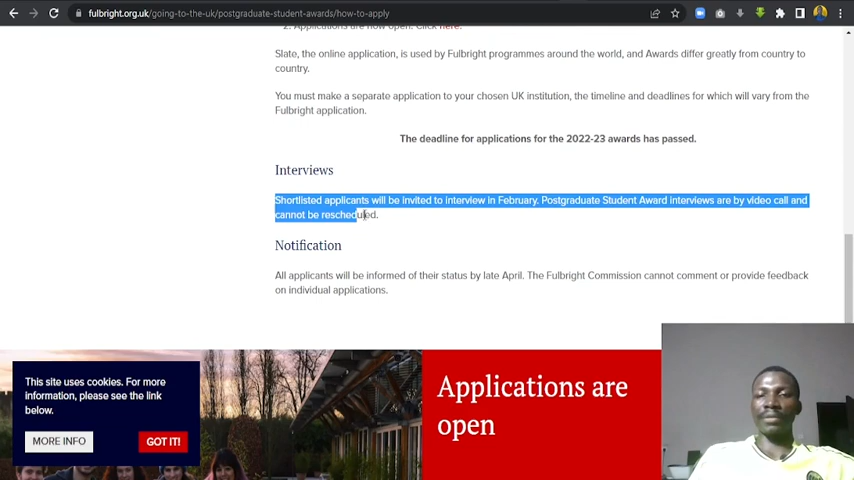 fulbright.org.uk/going-to-the-uk/postgraduate-student-awards/how-to-apply
2. Applications are now open. Click here.
Slate, the online application, is used by Fulbright programmes around the world, and Awards differ greatly from country to
country.
You must make a separate application to your chosen UK institution, the timeline and deadlines for which will vary from the
Fulbright application.
The deadline for applications for the 2022-23 awards has passed.
Interviews
Shortlisted applicants will be invited to interview in February. Postgraduate Student Award interviews are by video call and
cannot be rescheduled.
Notification
All applicants will be informed of their status by late April. The Fulbright Commission cannot comment or provide feedback
on individual applications.
This site uses cookies. For more
information, please see the link
below.
MORE INFO
GOT IT!
Applications are
open